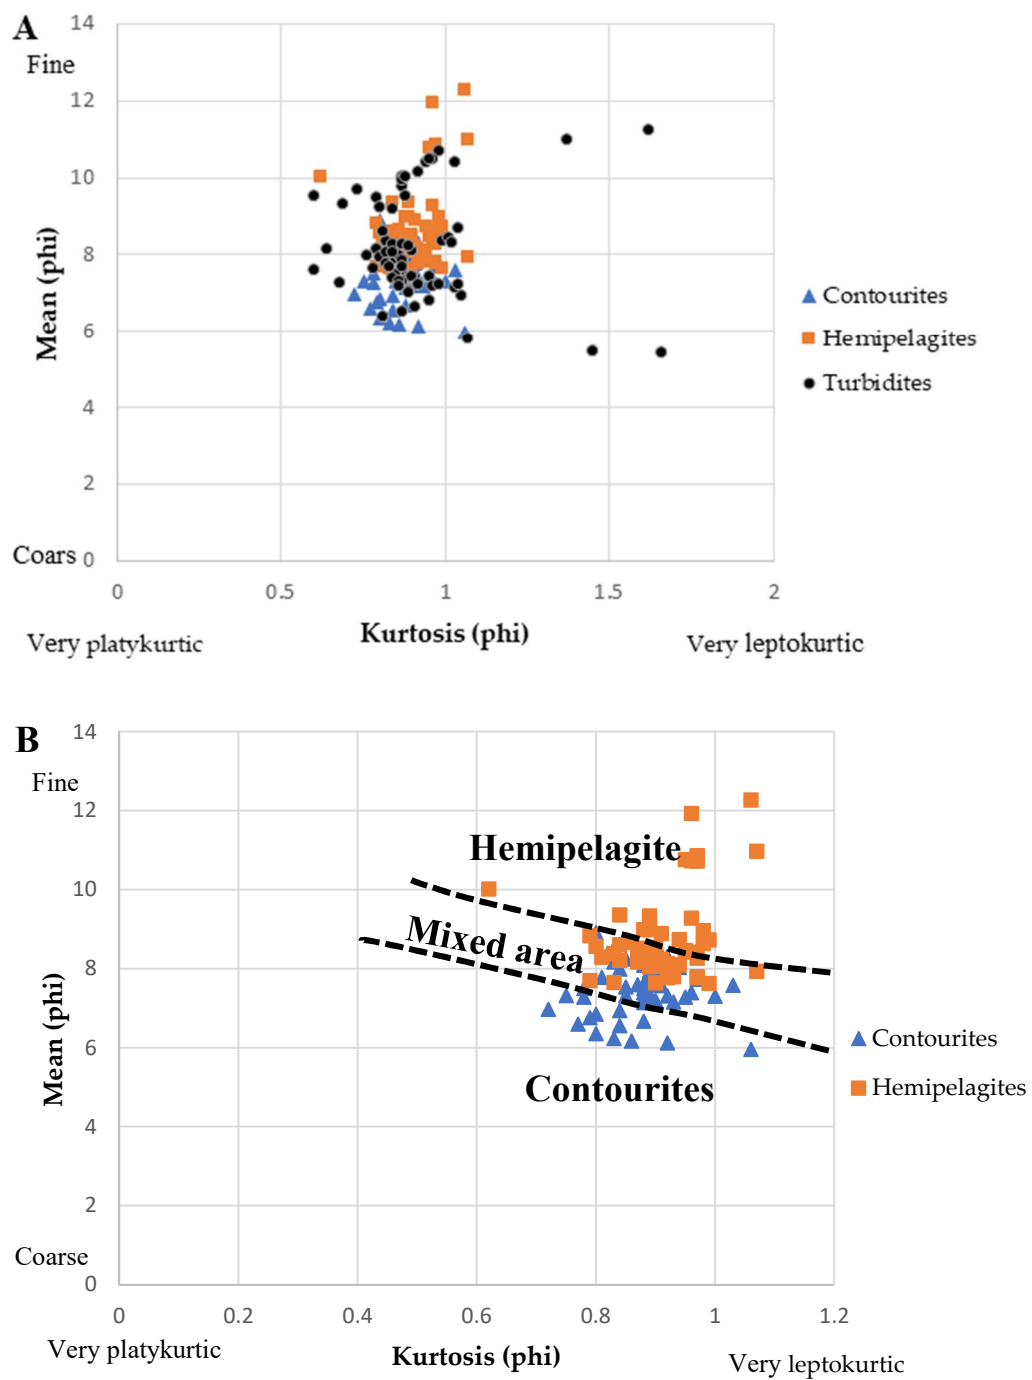 A
14
Fine
12
10
8
Mean (phi)
6
4
2
Coars 0
0 0.5 1 1.5 2
Very platykurtic
Kurtosis (phi)
Very leptokurtic
Contourites
Hemipelagites
Turbidites
B
14
Fine
12
10
8
Mean (phi)
6
4
2
Coarse
0
0 0.2 0.4 0.6 0.8 1 1.2
Very platykurtic
Kurtosis (phi)
Very leptokurtic
Hemipelagite
Mixed area
Contourites
Contourites
Hemipelagites